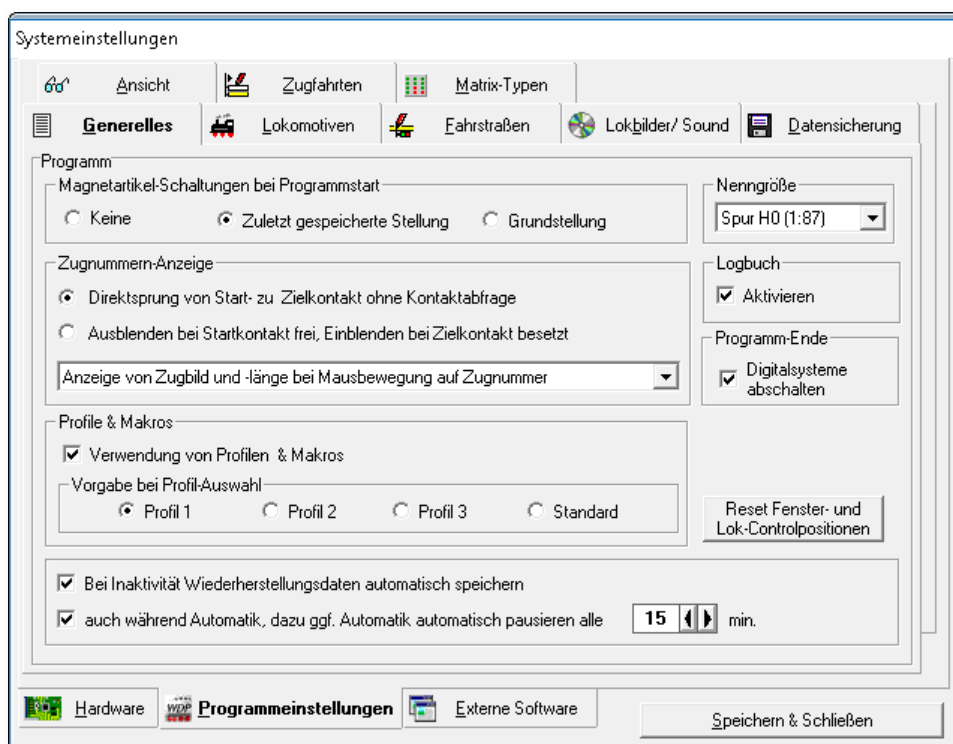 Systemeinstellungen
Ansicht Zugfahrten Matrix-Typen
Generelles Lokomotiven Fahrstraßen Lokbilder/ Sound Datensicherung
Programm
Magnetartikel-Schaltungen bei Programmstart
Keine Zuletzt gespeicherte Stellung Grundstellung
Nenngröße
Spur H0 (1:87)
Zugnummern-Anzeige
Direktsprung von Start- zu Zielkontakt ohne Kontaktabfrage
Ausblenden bei Startkontakt frei, Einblenden bei Zielkontakt besetzt
Anzeige von Zugbild und -länge bei Mausbewegung auf Zugnummer
Logbuch
Aktivieren
Programm-Ende
Digitalsysteme
abschalten
Profile & Makros
Verwendung von Profilen & Makros
Vorgabe bei Profil-Auswahl
Profil 1 Profil 2 Profil 3 Standard
Reset Fenster- und
Lok-Controlpositionen
Bei Inaktivität Wiederherstellungsdaten automatisch speichern
auch während Automatik, dazu ggf. Automatik automatisch pausieren alle 15 min.
Hardware WDP Programmeinstellungen Externe Software
Speichern & Schließen